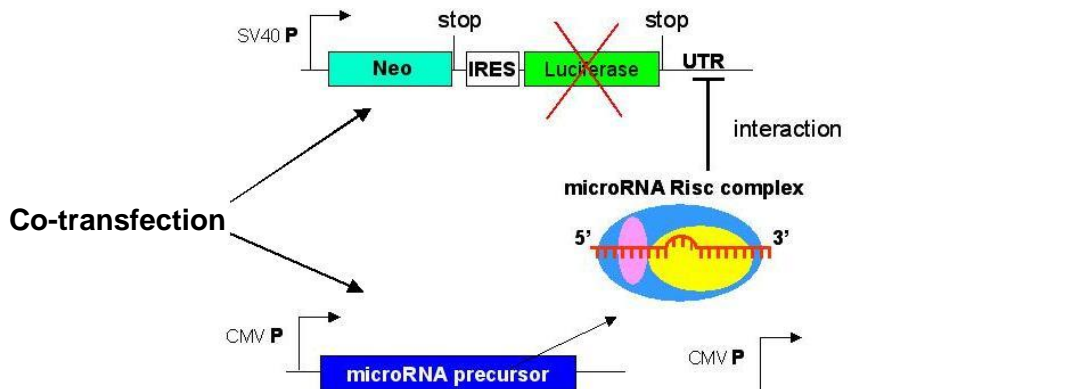 stop stop
SV40 P
Neo IRES Luciferase UTR
interaction
microRNA Risc complex
Co-transfection
5’ 3’
CMV P
CMV P
microRNA precursor